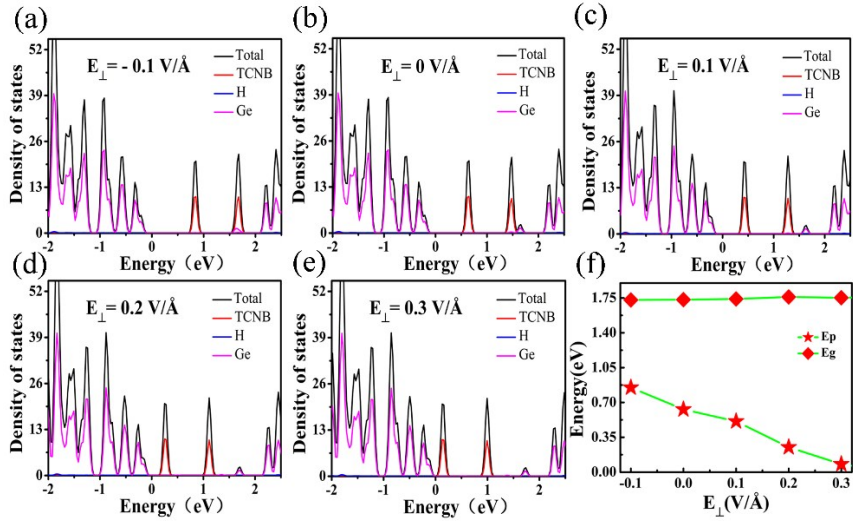 (a)
E⊥= - 0.1 V/Å
Total
TCNB
H
Ge
Density of states
52
39
26
13
0
-2 -1 0 1 2
Energy（eV）
(b)
E⊥= 0 V/Å
Total
TCNB
H
Ge
Density of states
52
39
26
13
0
-2 -1 0 1 2
Energy（eV）
(c)
E⊥= 0.1 V/Å
Total
TCNB
H
Ge
Density of states
52
39
26
13
0
-2 -1 0 1 2
Energy（eV）
(d)
E⊥= 0.2 V/Å
Total
TCNB
H
Ge
Density of states
52
39
26
13
0
-2 -1 0 1 2
Energy（eV）
(e)
E⊥= 0.3 V/Å
Total
TCNB
H
Ge
Density of states
52
39
26
13
0
-2 -1 0 1 2
Energy（eV）
(f)
Ep
Eg
Energy(eV)
1.75
1.40
0.70
0.35
0.00
-0.1 0.0 0.1 0.2 0.3
E⊥(V/Å)